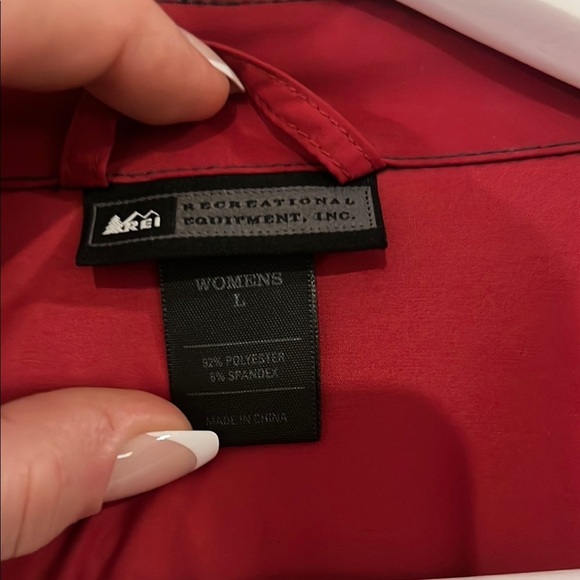 REI
RECREATIONAL
EQUIPMENT, INC.
WOMENS
L
92% POLYESTER
8% SPANDEX
MADE IN CHINA